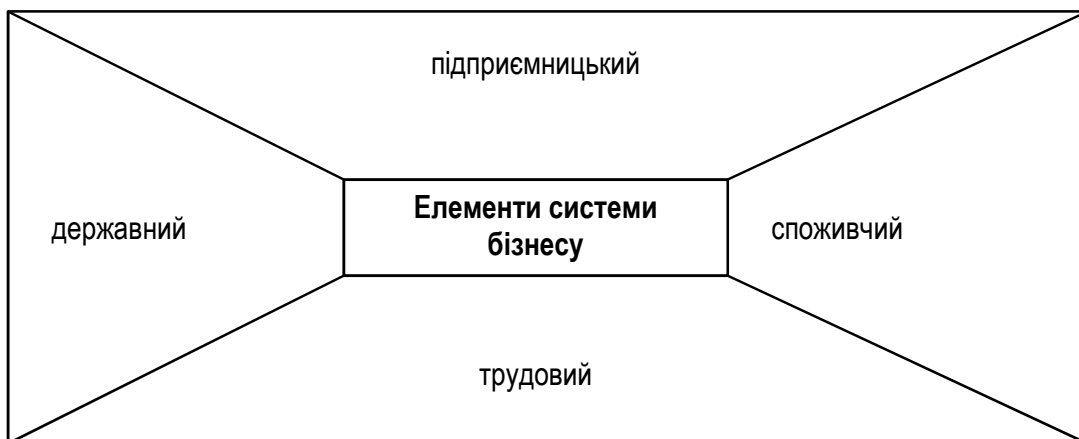 підприємницький
державний
Елементи системи
бізнесу
споживчий
трудовий